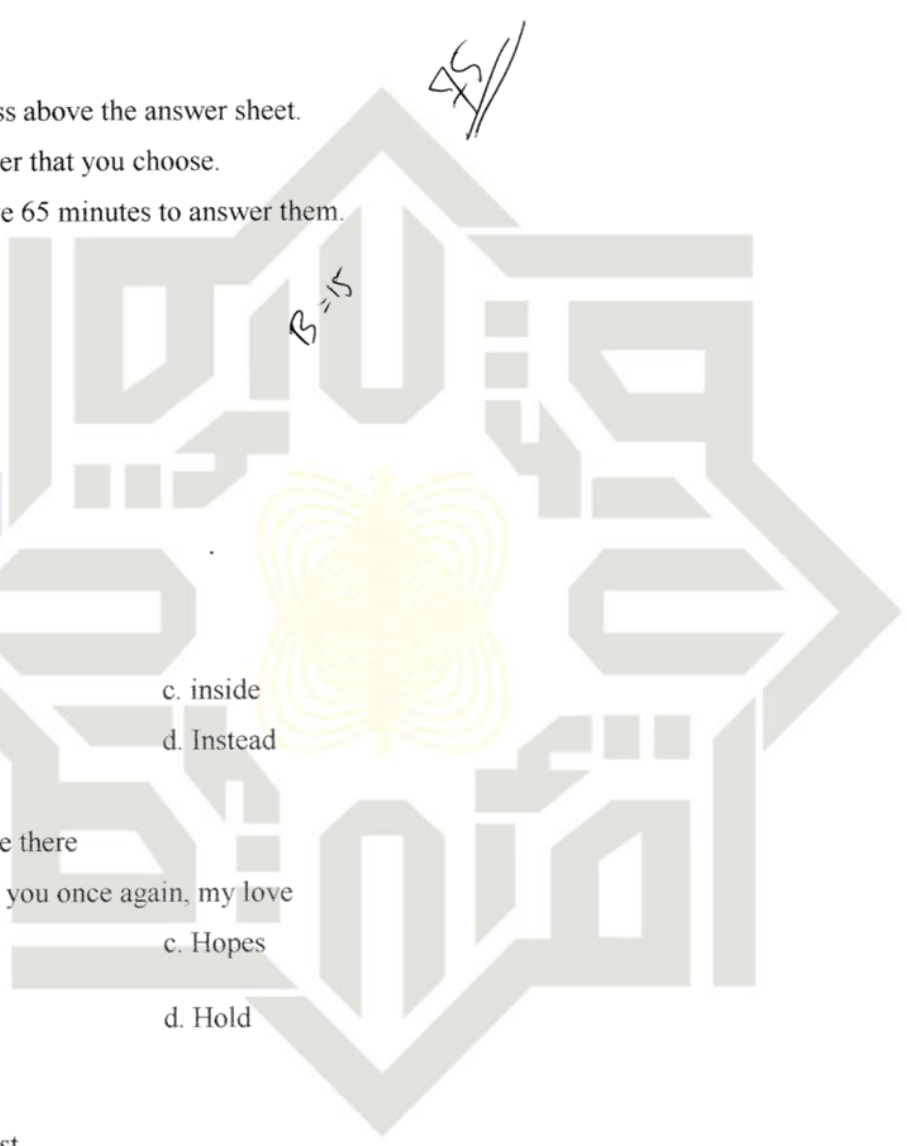 75
ss above the answer sheet.
er that you choose.
e 65 minutes to answer them.
B = 15
c. inside
d. Instead
e there
you once again, my love
c. Hopes
d. Hold
st